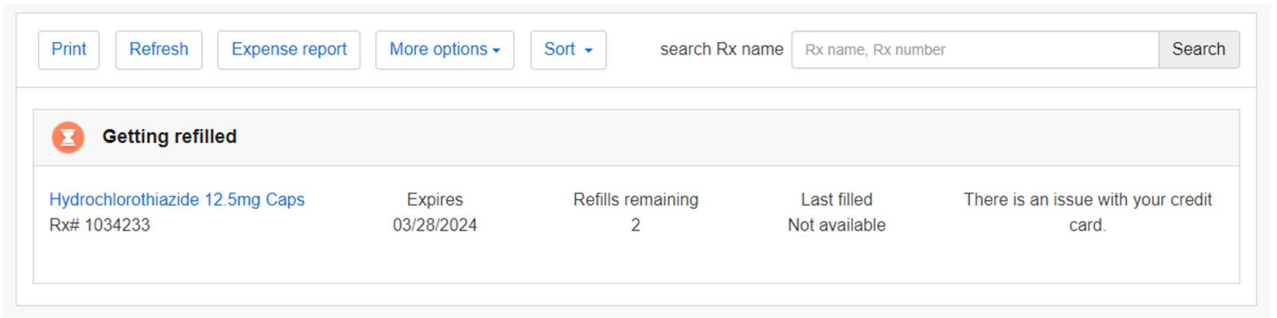 Print Refresh Expense report More options Sort search Rx name Rx name, Rx number Search
Getting refilled
Hydrochlorothiazide 12.5mg Caps Expires Refills remaining Last filled There is an issue with your credit
Rx# 1034233 03/28/2024 2 Not available card.